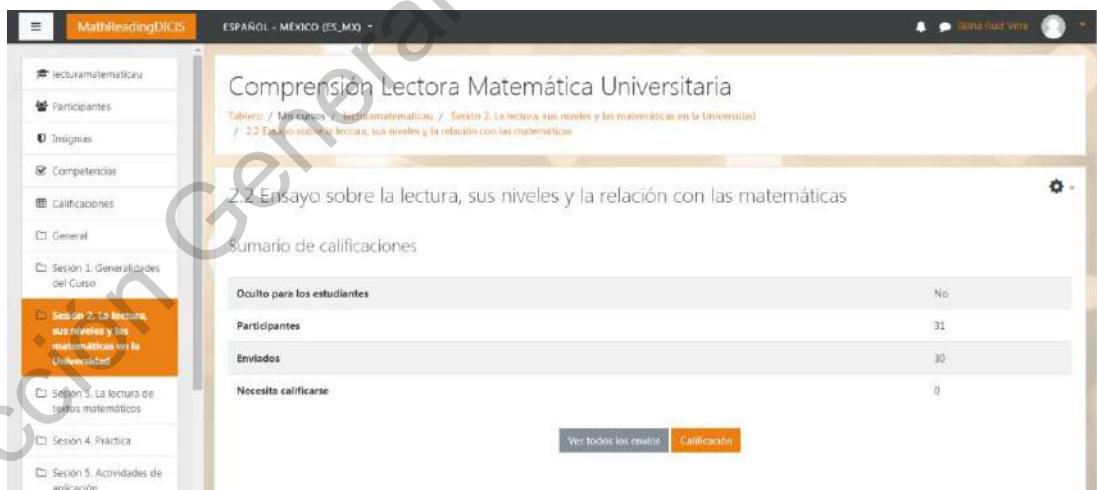 MathReadingDICIS
ESPAÑOL - MÉXICO (ES_MX)
Diana Ruiz Vera
lecturamatematicau
Participantes
Insignias
Competencias
Calificaciones
General
Sesión 1. Generalidades
del Curso
Sesión 2. La lectura,
sus niveles y las
matemáticas en la
Universidad
Sesión 3. La lectura de
textos matemáticos
Sesión 4. Práctica
Sesión 5. Actividades de
aplicación
Comprensión Lectora Matemática Universitaria
Tablero / Mis cursos / lecturamatematicau / Sesión 2. La lectura, sus niveles y las matemáticas en la Universidad
/ 2.2 Ensayo sobre la lectura, sus niveles y la relación con las matemáticas
2.2 Ensayo sobre la lectura, sus niveles y la relación con las matemáticas
Sumario de calificaciones
Oculto para los estudiantes No
Participantes 31
Enviados 30
Necesita calificarse 0
Ver todos los envíos Calificación
cción General